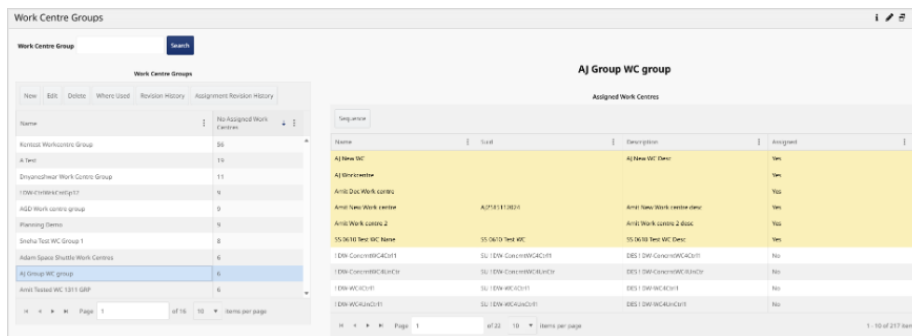 Work Centre Groups
Work Centre Group Search
Work Centre Groups
New Edit Delete Where Used Revision History Assignment Revision History
Name No Assigned Work Centres
Kentest Workcentre Group 36
A Test 19
Dnyaneshwar Work Centre Group 11
9
AGD Work centre group 9
Planning Demo 9
Sneha Test WC Group 1 8
Adam Space Shuttle Work Centres 6
AJ Group WC group 6
Amit Tested WC 1311 GRP 6
Page 1 of 16 10 items per page
AJ Group WC group
Assigned Work Centres
Sequence
Name Suid Description Assigned
AJ New WC AJ New WC Desc Yes
AJ Workcentre Yes
Amit Doc Work centre Yes
Amit New Work centre Amit New Work centre desc Yes
Amit Work centre 2 Amit Work centre 2 desc Yes
SS 0610 Test WC Name SS 0610 Test WC SS 0610 Test WC Desc Yes
No
No
No
No
Page 1 of 22 10 items per page 1 - 10 of 217 items